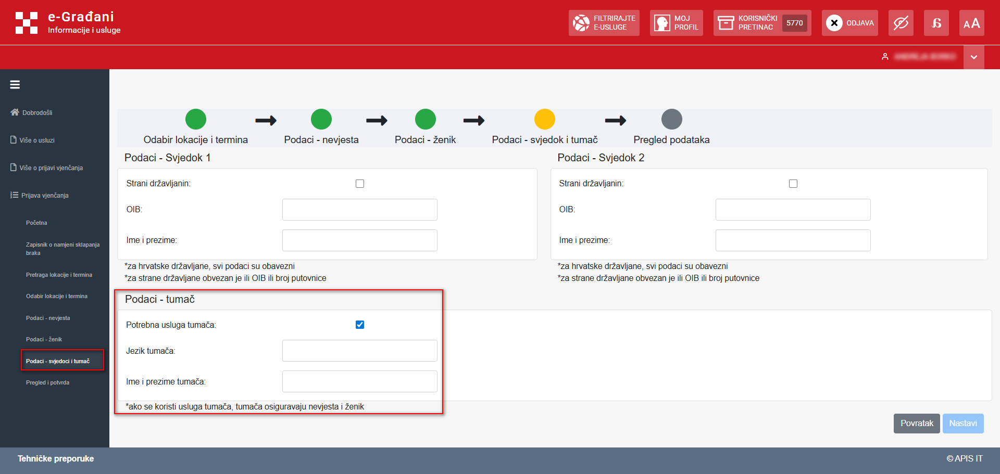 e-Građani
Informacije i usluge
FILTRIRAJTE
E-USLUGE
MOJ
PROFIL
KORISNIČKI
PRETINAC
5770
ODJAVA
AA
Dobrodošli
Više o usluzi
Više o prijavi vjenčanja
Prijava vjenčanja
Početna
Zapisnik o namjeni sklapanja
braka
Pretraga lokacije i termina
Odabir lokacije i termina
Podaci - nevjesta
Podaci - ženik
Podaci - svjedoci i tumač
Pregled i potvrda
Odabir lokacije i termina
Podaci - nevjesta
Podaci - ženik
Podaci - svjedok i tumač
Pregled podataka
Podaci - Svjedok 1
Strani državljanin:
OIB:
Ime i prezime:
*za hrvatske državljane, svi podaci su obavezni
*za strane državljane obvezan je ili OIB ili broj putovnice
Podaci - Svjedok 2
Strani državljanin:
OIB:
Ime i prezime:
*za hrvatske državljane, svi podaci su obavezni
*za strane državljane obvezan je ili OIB ili broj putovnice
Podaci - tumač
Potrebna usluga tumača:
Jezik tumača:
Ime i prezime tumača:
*ako se koristi usluga tumača, tumača osiguravaju nevjesta i ženik
Povratak
Nastavi
Tehničke preporuke
© APIS IT